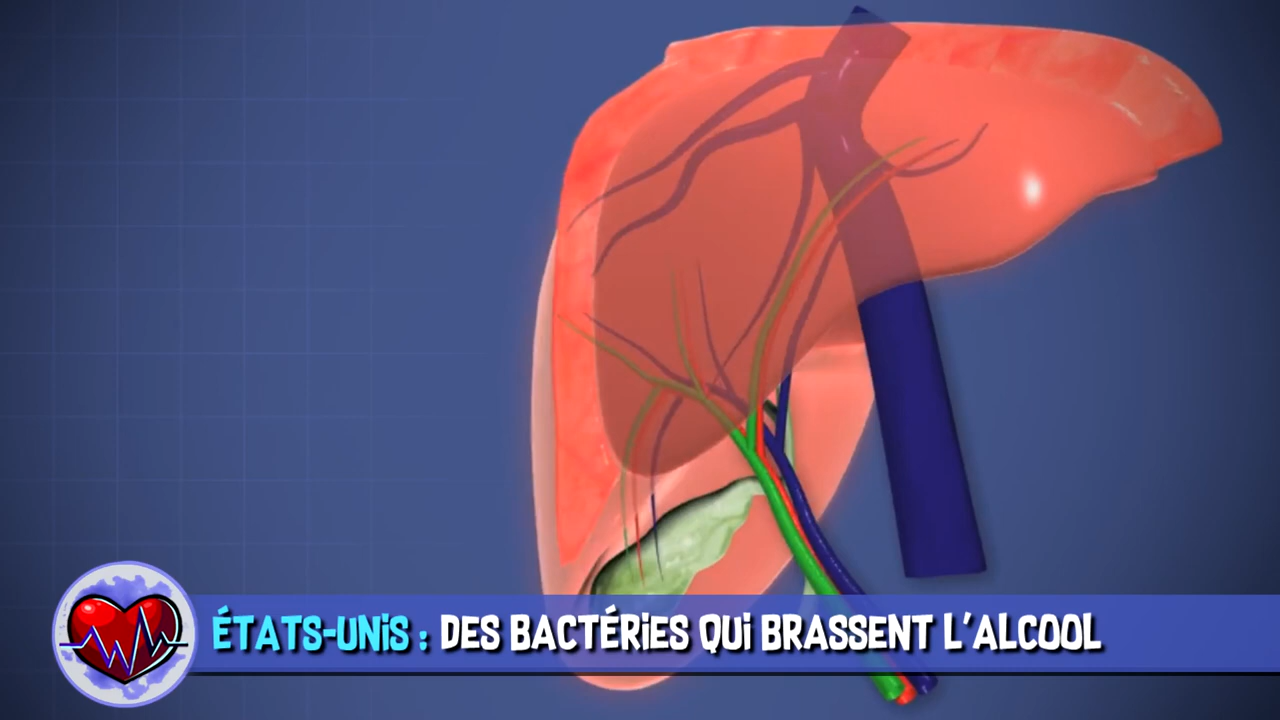 ÉTATS-UNiS : DES BACTÉRiES QUi BRASSENT L'ALCOOL